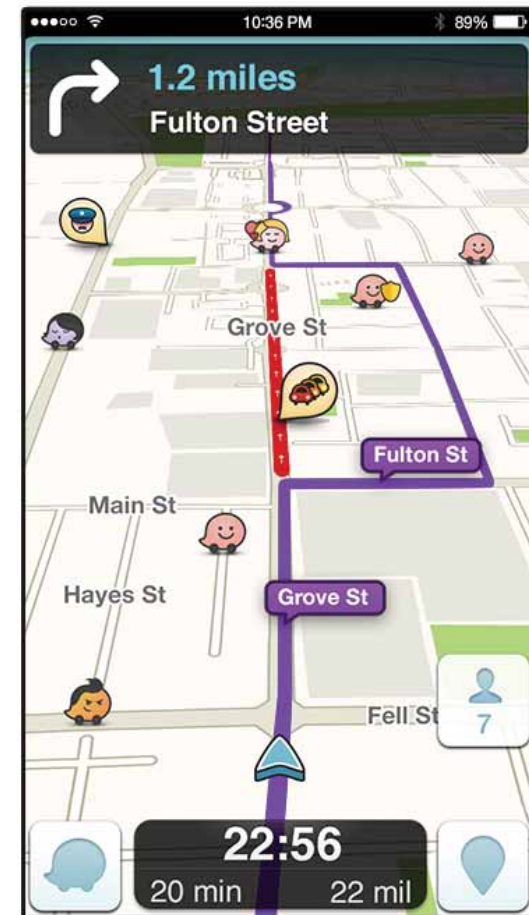 10:36 PM 89%
1.2 miles
Fulton Street
Grove St
Fulton St
Main St
Hayes St
Grove St
Fell St
7
22:56
20 min 22 mil